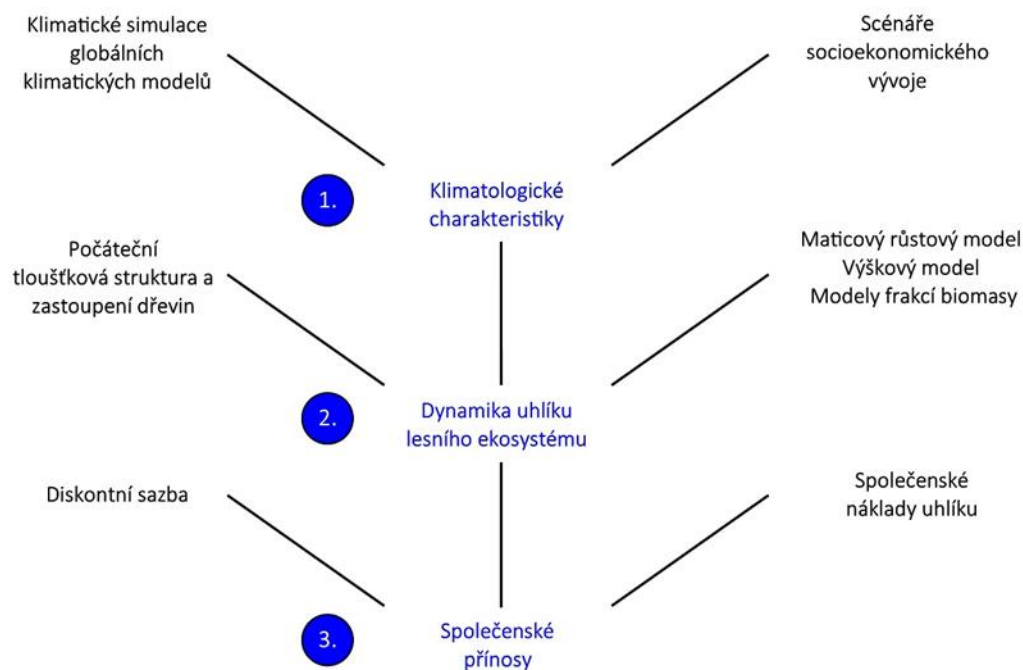 Klimatické simulace
globálních
klimatických modelů
Scénáře
socioekonomického
vývoje
1.
Klimatologické
charakteristiky
Počáteční
tloušťková struktura a
zastoupení dřevin
Maticový růstový model
Výškový model
Modely frakcí biomasy
2.
Dynamika uhlíku
lesního ekosystému
Diskontní sazba
Společenské
náklady uhlíku
3.
Společenské
přínosy